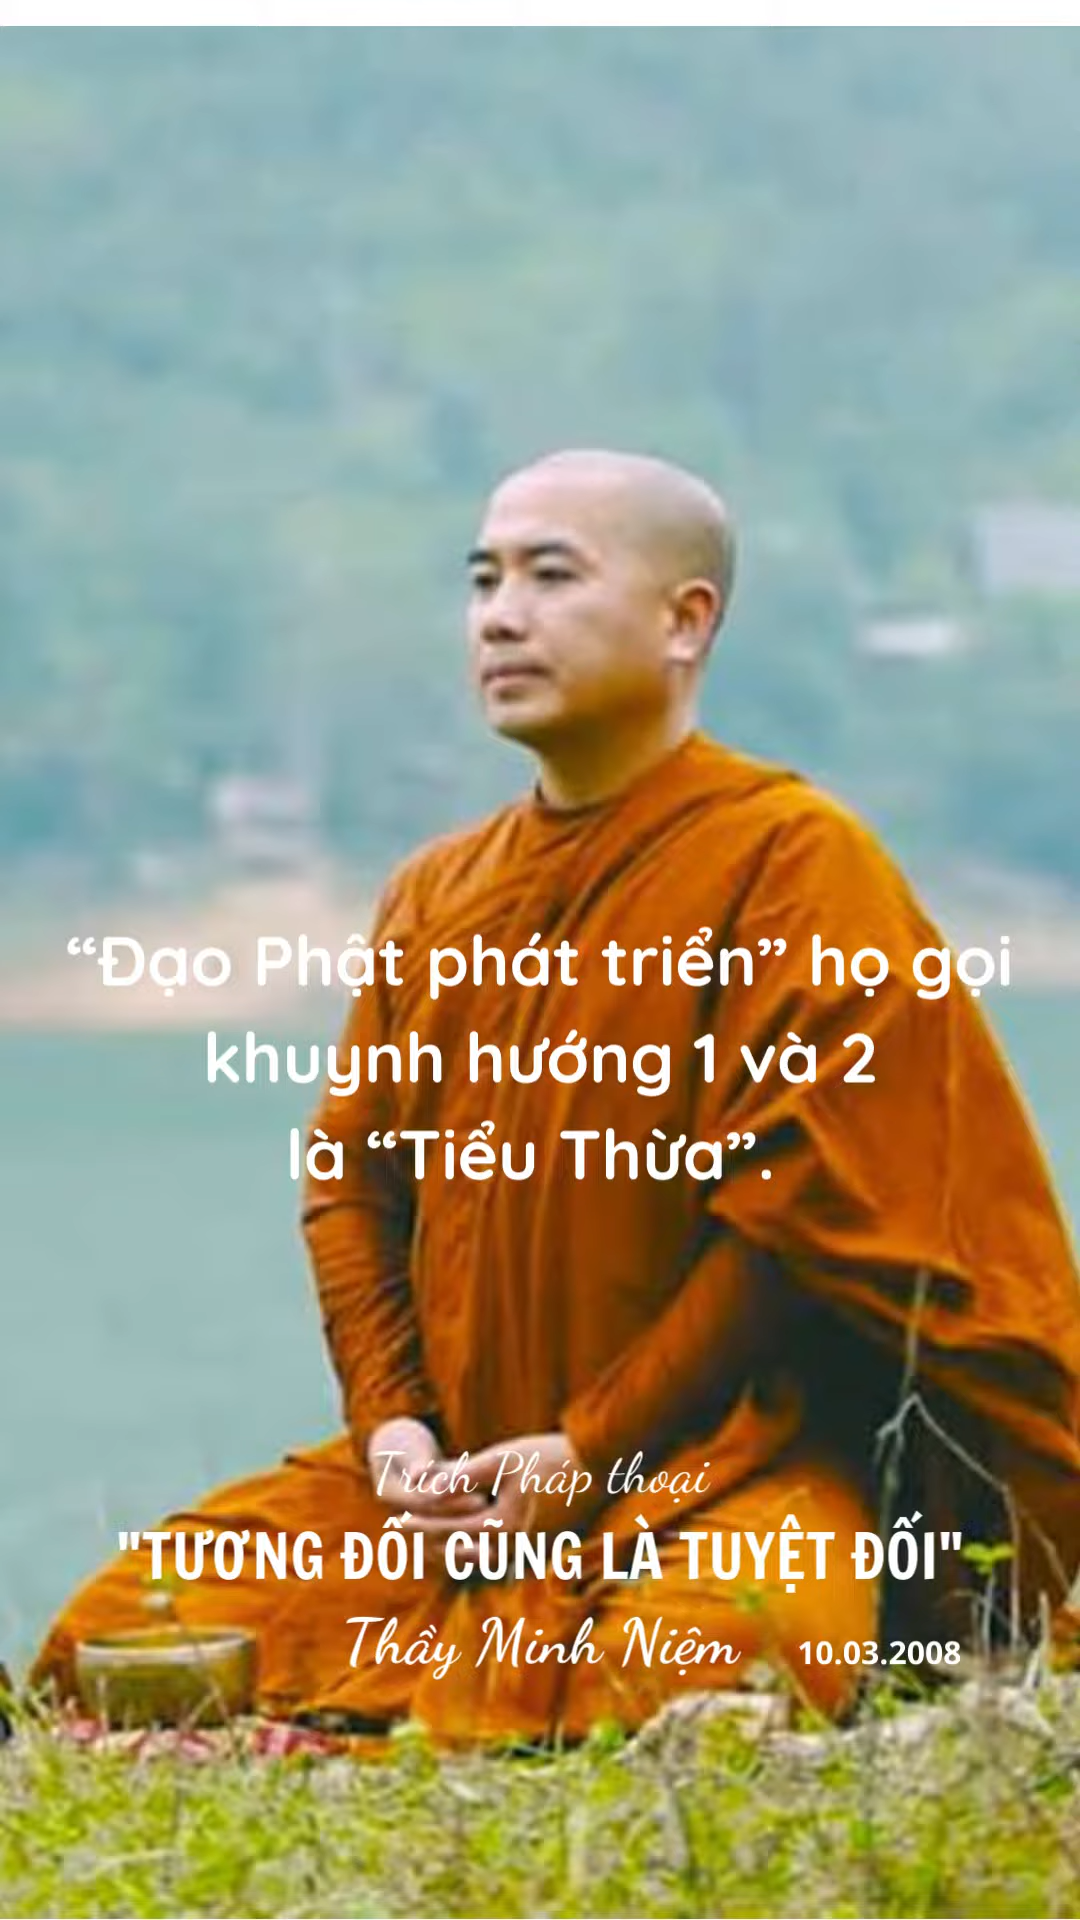 “Đạo Phật phát triển” họ gọi
khuynh hướng 1 và 2
là “Tiểu Thừa”.
Trích Pháp thoại
"TƯƠNG ĐỐI CŨNG LÀ TUYỆT ĐỐI"
Thầy Minh Niệm 10.03.2008